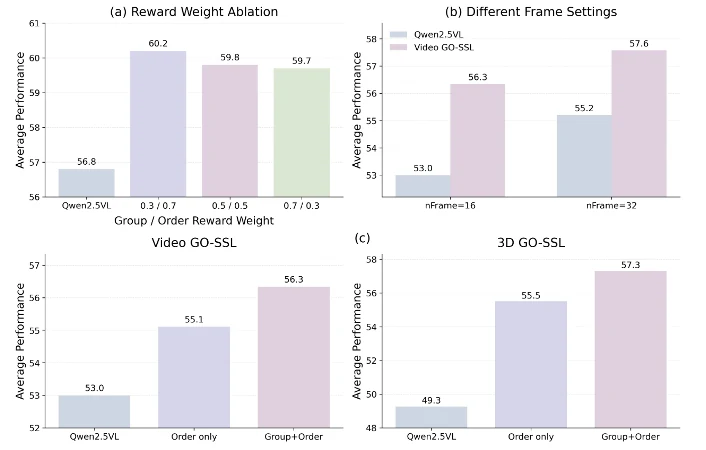 (a) Reward Weight Ablation
Average Performance
61
60
59
58
57
56
56.8
60.2
59.8
59.7
Qwen2.5VL
0.3 / 0.7
0.5 / 0.5
0.7 / 0.3
Group / Order Reward Weight
(b) Different Frame Settings
Average Performance
58
57
56
55
54
53
Qwen2.5VL
Video GO-SSL
53.0
56.3
55.2
57.6
nFrame=16
nFrame=32
(c)
Video GO-SSL
Average Performance
57
56
55
54
53
52
53.0
55.1
56.3
Qwen2.5VL
Order only
Group+Order
3D GO-SSL
Average Performance
58
56
54
52
50
48
49.3
55.5
57.3
Qwen2.5VL
Order only
Group+Order